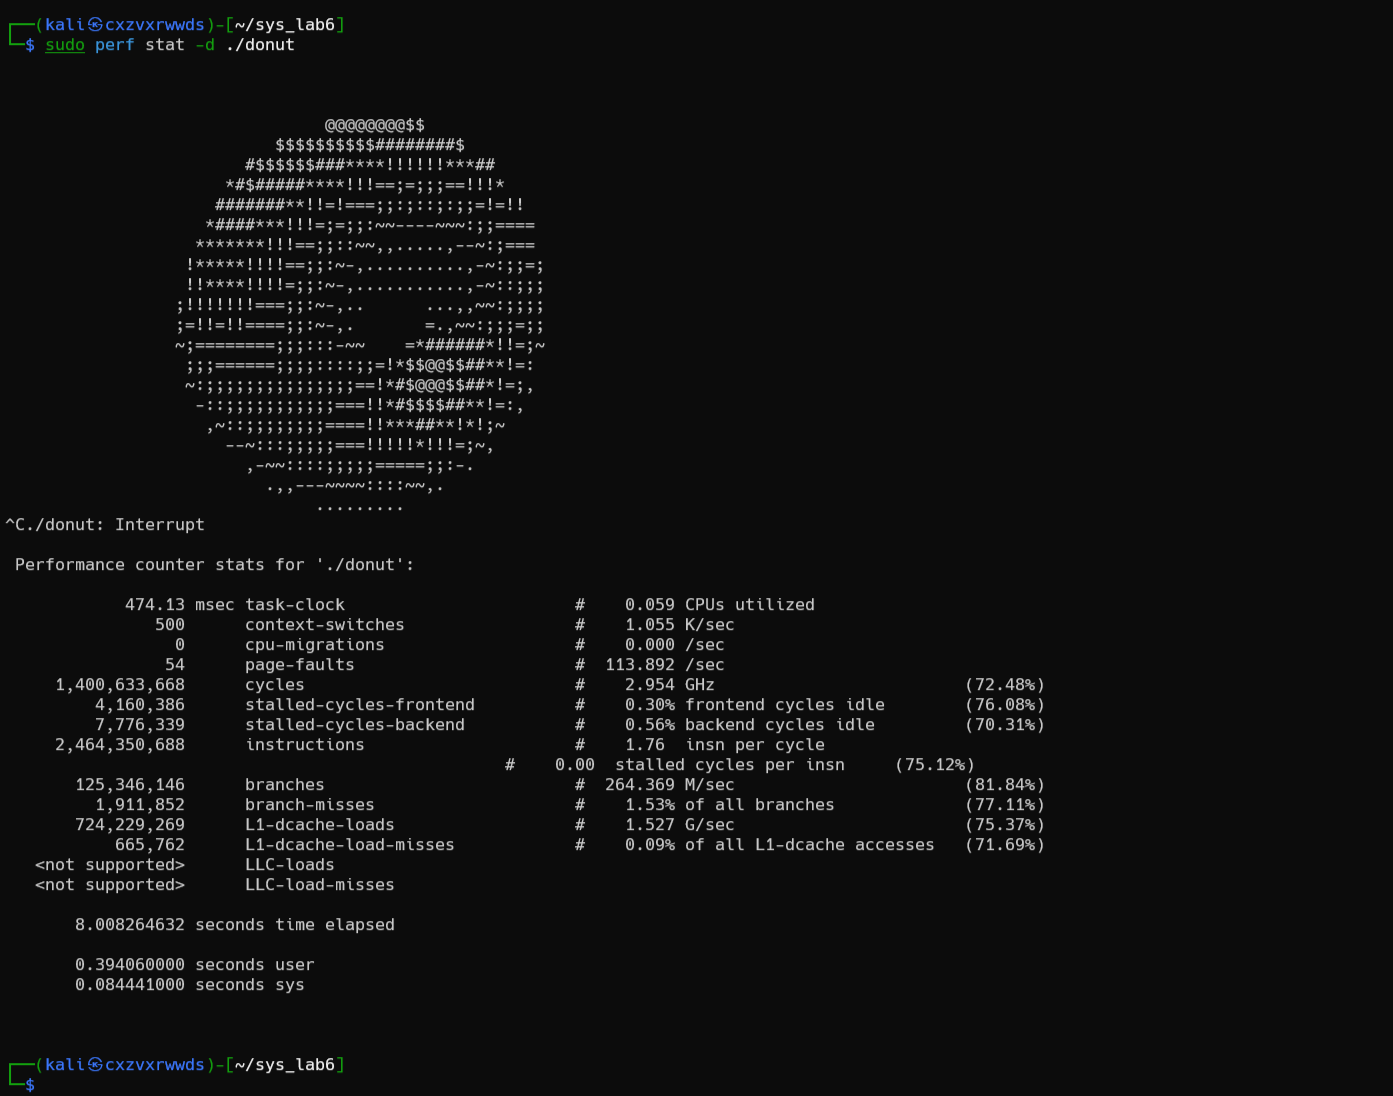 ┌──(kali㉿cxzvxrwwds)-[~/sys_lab6]
└─$ sudo perf stat -d ./donut
                                @@@@@@@@$$
                           $$$$$$$$$$########$
                        #$$$$$$###****!!!!!!***##
                      *#$#####****!!!==;=;;;==!!!*
                     #######**!!=!===;;:;::;:;;=!=!!
                    *####***!!!=;=;;:~~----~~~:;;====
                   *******!!!==;;::~~,,.....,--~:;===
                  !*****!!!!==;;:~-,..........,-~:;;=;
                  !!****!!!!=;;:~-,...........,-~::;;;
                 ;!!!!!!!===;;:~-,..      ...,,~~:;;;;
                 ;=!!=!!====;;:~-,.       =.,~~:;;;=;;
                 ~;========;;;:::-~~    =*######*!!=;~
                  ;;;======;;;;::::;;=!*$$@@$$##**!=:
                  ~:;;;;;;;;;;;;;;;==!*#$@@@$$##*!=;,
                   -::;;;;;;;;;;;===!!*#$$$$##**!=:,
                    ,~::;;;;;;;;====!!***##**!*!;~
                      --~:::;;;;;===!!!!!*!!!=;~,
                        ,-~~::::;;;;;=====;;:-.
                          .,,---~~~~::::~~,.
                               .........
^C./donut: Interrupt
 Performance counter stats for './donut':
            474.13 msec task-clock                       #    0.059 CPUs utilized
               500      context-switches                 #    1.055 K/sec
                 0      cpu-migrations                   #    0.000 /sec
                54      page-faults                      #  113.892 /sec
     1,400,633,668      cycles                           #    2.954 GHz                         (72.48%)
         4,160,386      stalled-cycles-frontend          #    0.30% frontend cycles idle        (76.08%)
         7,776,339      stalled-cycles-backend           #    0.56% backend cycles idle         (70.31%)
     2,464,350,688      instructions                     #    1.76  insn per cycle
                                                  #    0.00  stalled cycles per insn     (75.12%)
       125,346,146      branches                         #  264.369 M/sec                       (81.84%)
         1,911,852      branch-misses                    #    1.53% of all branches             (77.11%)
       724,229,269      L1-dcache-loads                  #    1.527 G/sec                       (75.37%)
           665,762      L1-dcache-load-misses            #    0.09% of all L1-dcache accesses   (71.69%)
   <not supported>      LLC-loads
   <not supported>      LLC-load-misses
       8.008264632 seconds time elapsed
       0.394060000 seconds user
       0.084441000 seconds sys
┌──(kali㉿cxzvxrwwds)-[~/sys_lab6]
└─$